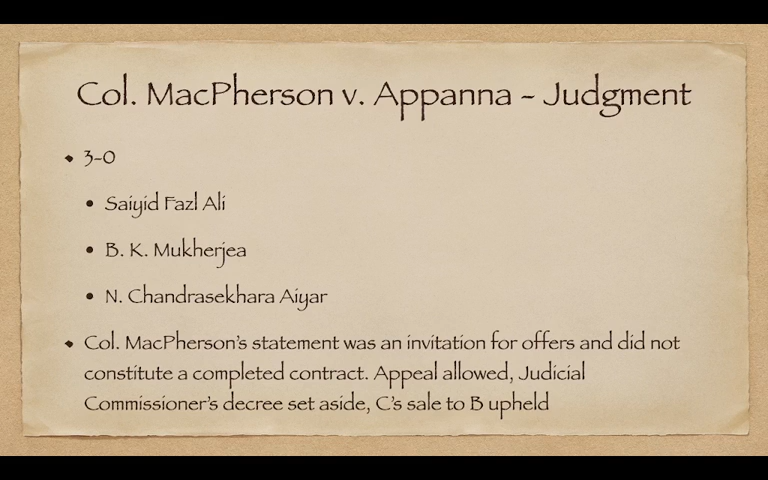 Col. MacPherson v. Appanna - Judgment
3-0
Saiyid Fazl Ali
B. K. Mukherjea
N. Chandrasekhara Aiyar
Col. MacPherson's statement was an invitation for offers and did not
constitute a completed contract. Appeal allowed, Judicial
Commissioner's decree set aside, C's sale to B upheld